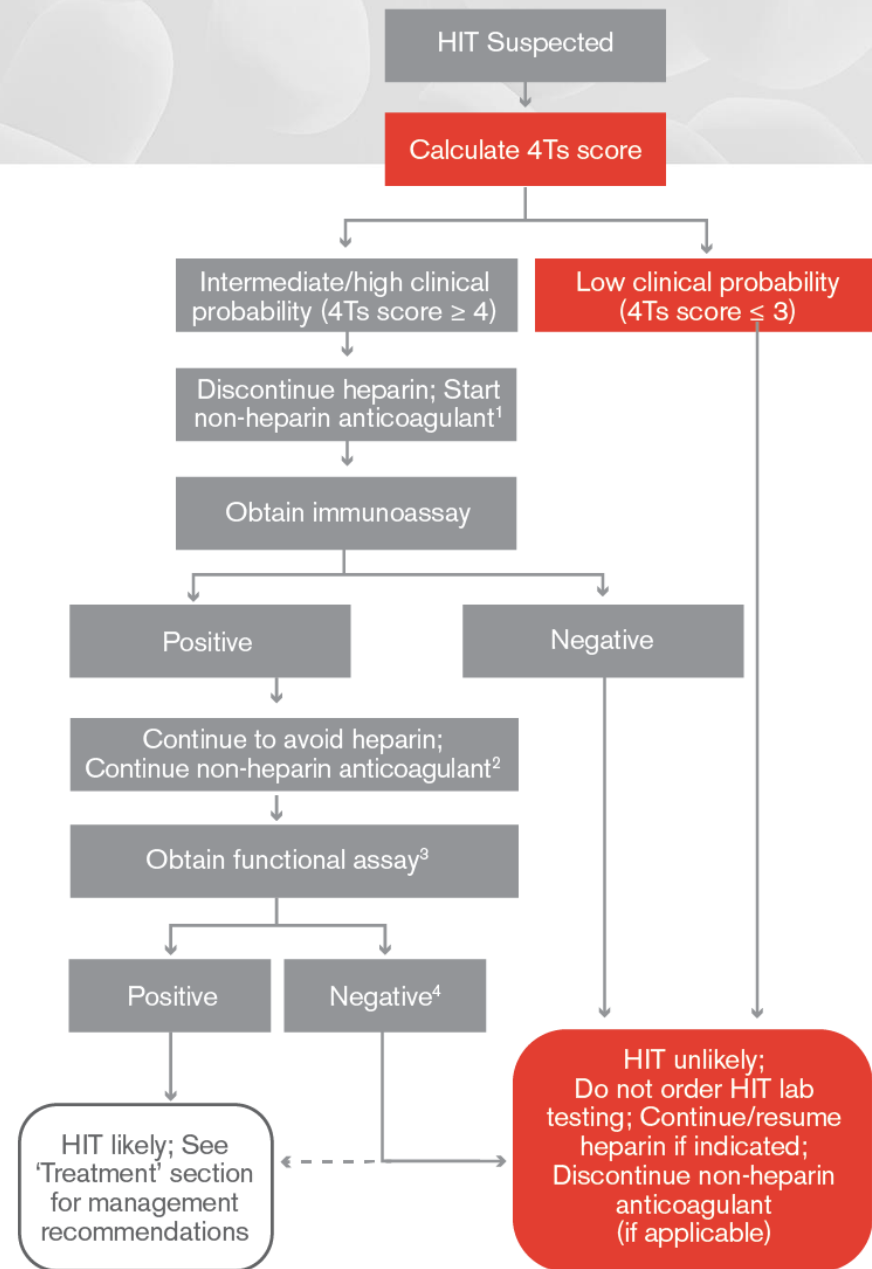 HIT Suspected
Calculate 4Ts score
Intermediate/high clinical
probability (4Ts score ≥ 4)
Low clinical probability
(4Ts score ≤ 3)
Discontinue heparin; Start
non-heparin anticoagulant¹
Obtain immunoassay
Positive
Negative
Continue to avoid heparin;
Continue non-heparin anticoagulant²
Obtain functional assay³
Positive
Negative⁴
HIT likely; See
‘Treatment’ section
for management
recommendations
HIT unlikely;
Do not order HIT lab
testing; Continue/resume
heparin if indicated;
Discontinue non-heparin
anticoagulant
(if applicable)